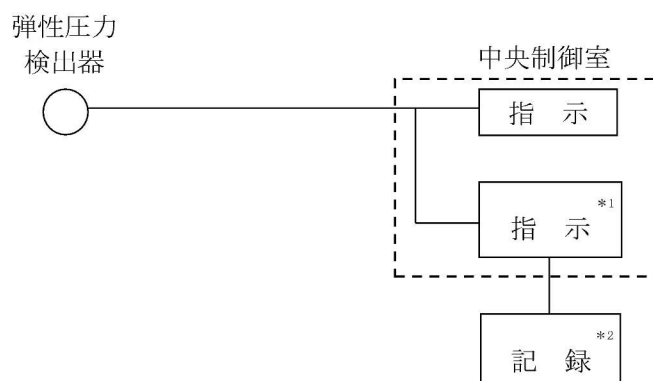 弾性圧力
検出器
中央制御室
指 示
指 示 *1
記 録 *2